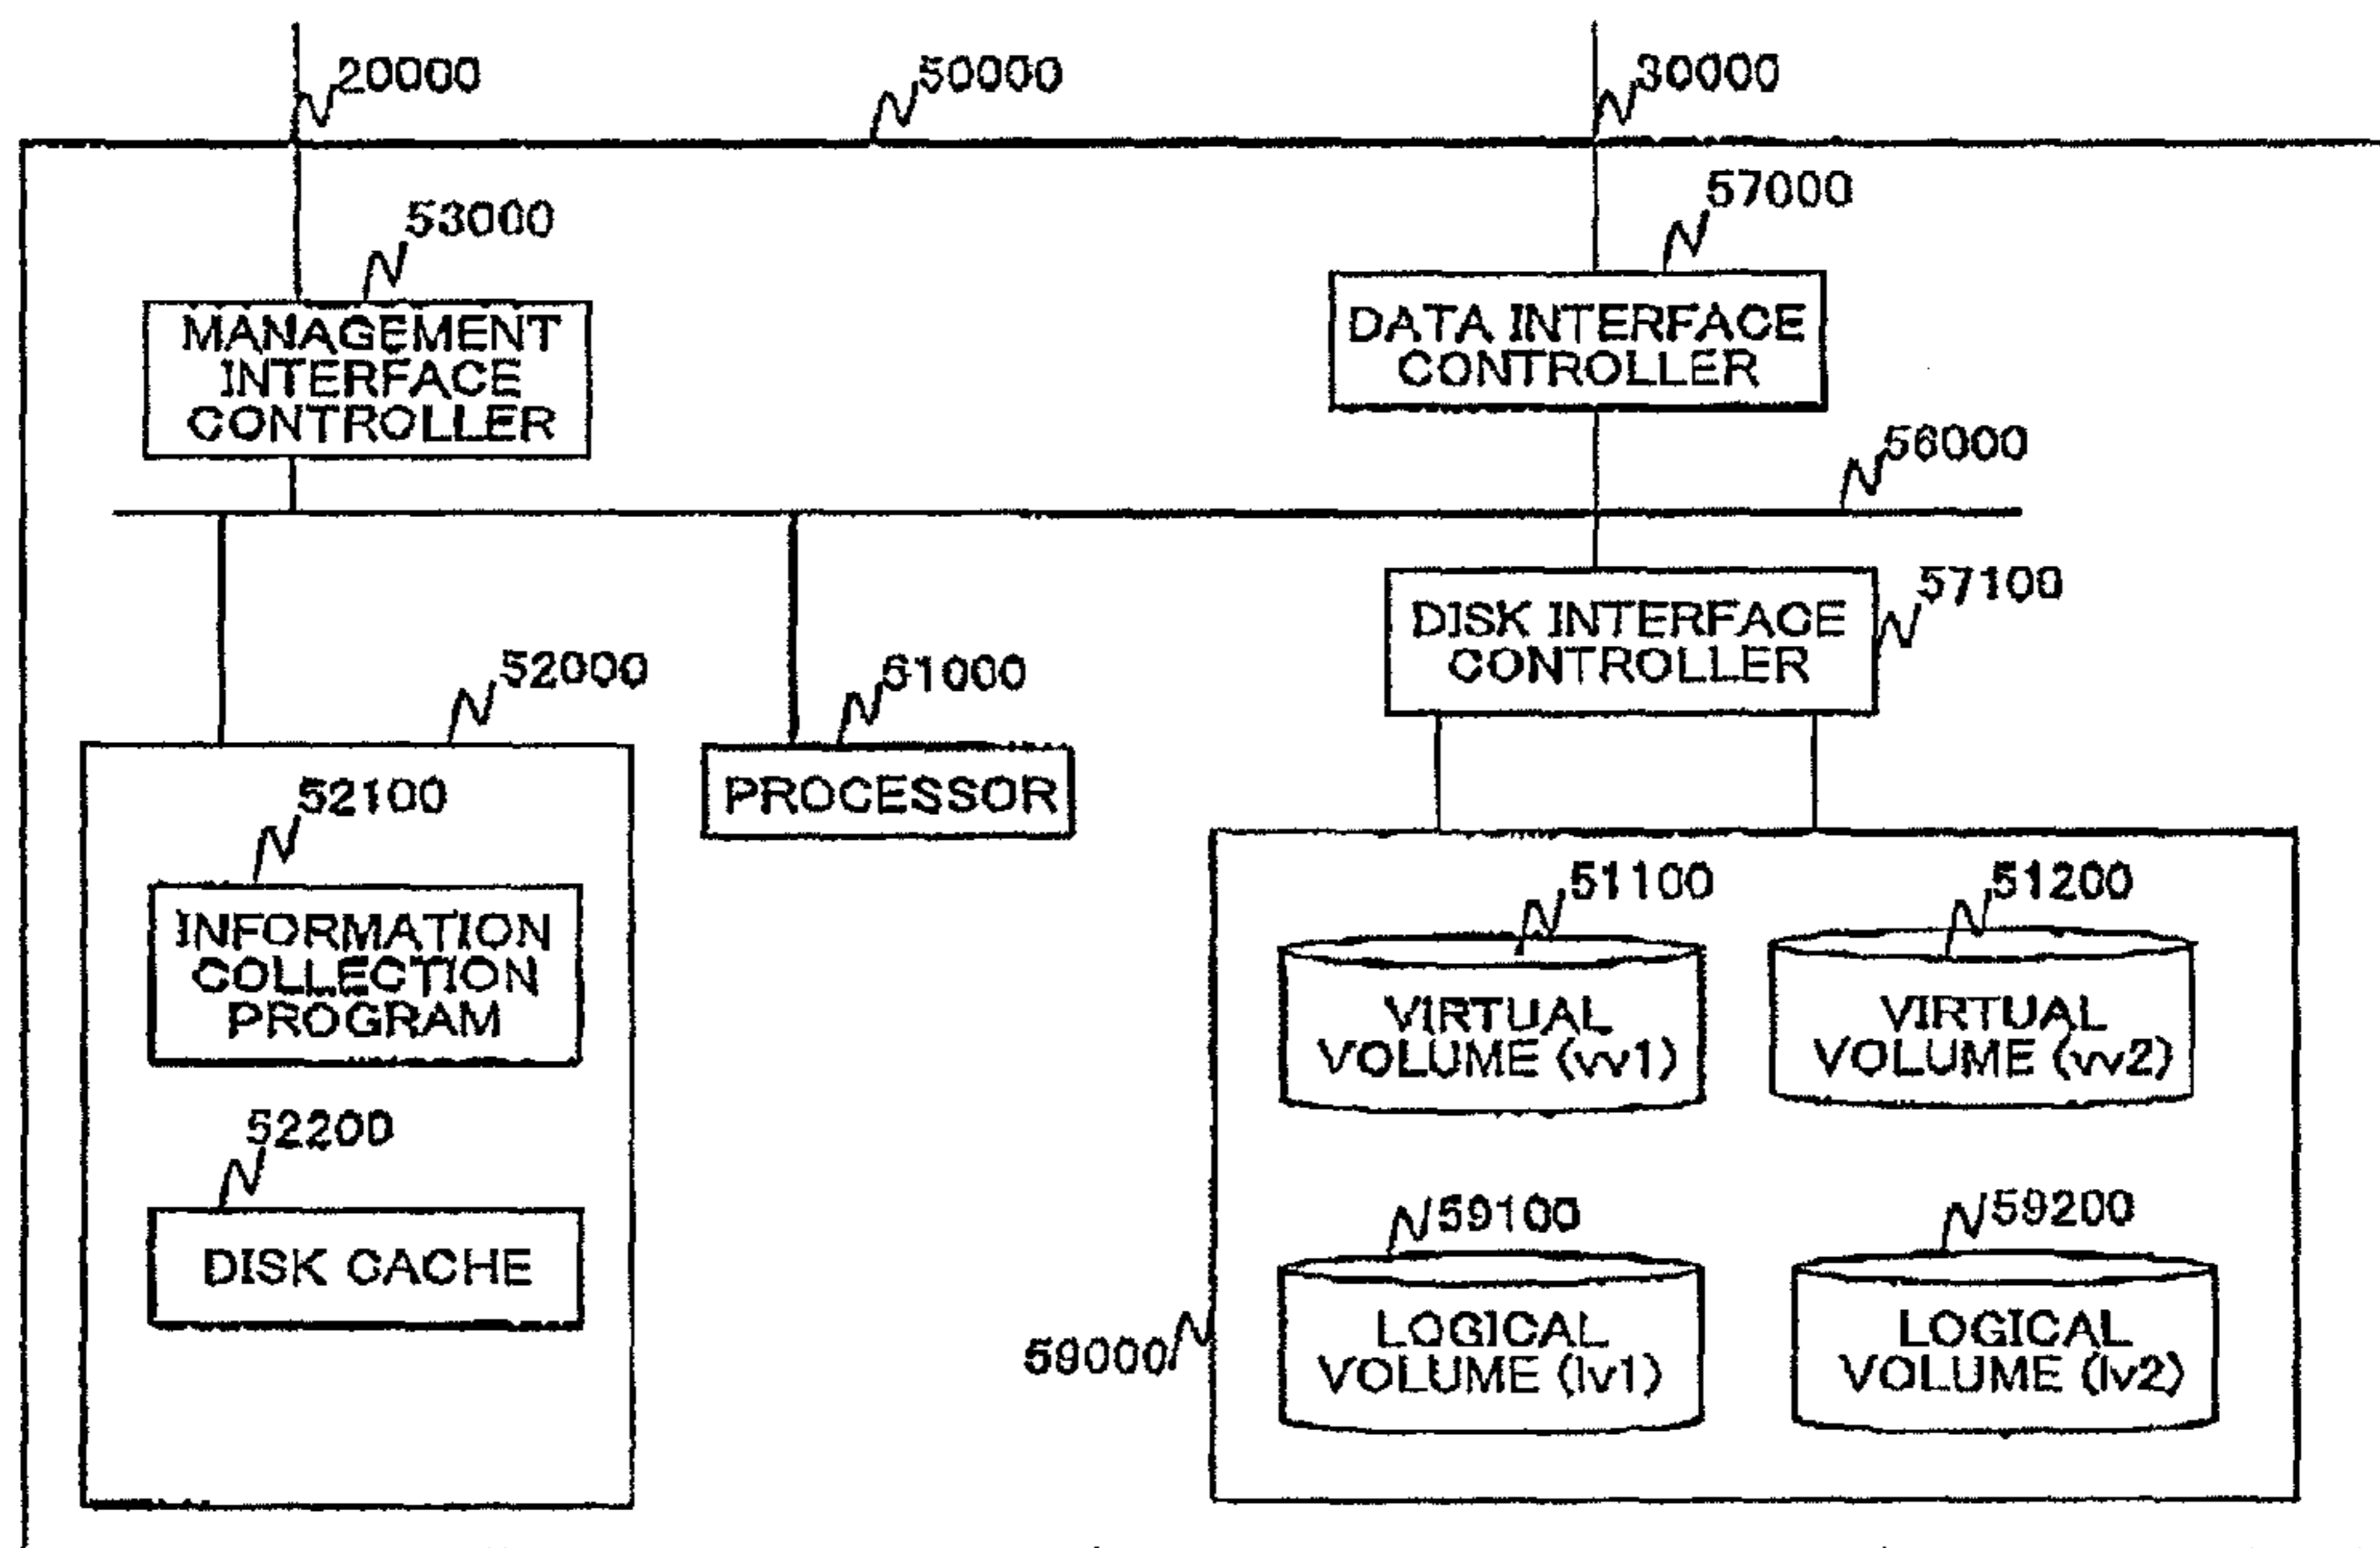 20000
50000
30000
53000
57000
MANAGEMENT
INTERFACE
CONTROLLER
DATA INTERFACE
CONTROLLER
56000
57100
DISK INTERFACE
CONTROLLER
52000
51000
PROCESSOR
52100
INFORMATION
COLLECTION
PROGRAM
52200
DISK CACHE
51100
51200
VIRTUAL
VOLUME (vv1)
VIRTUAL
VOLUME (vv2)
59100
59200
59000
LOGICAL
VOLUME (lv1)
LOGICAL
VOLUME (lv2)